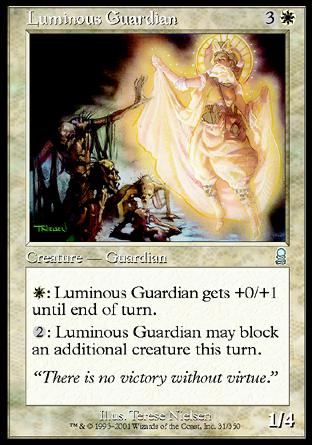 Luminous Guardian 3
T. Nielsen
Creature — Guardian
: Luminous Guardian gets +0/+1
until end of turn.
2: Luminous Guardian may block
an additional creature this turn.
“There is no victory without virtue.”
Illus. Terese Nielsen
™ & © 1993-2001 Wizards of the Coast, Inc. 31/350
1/4